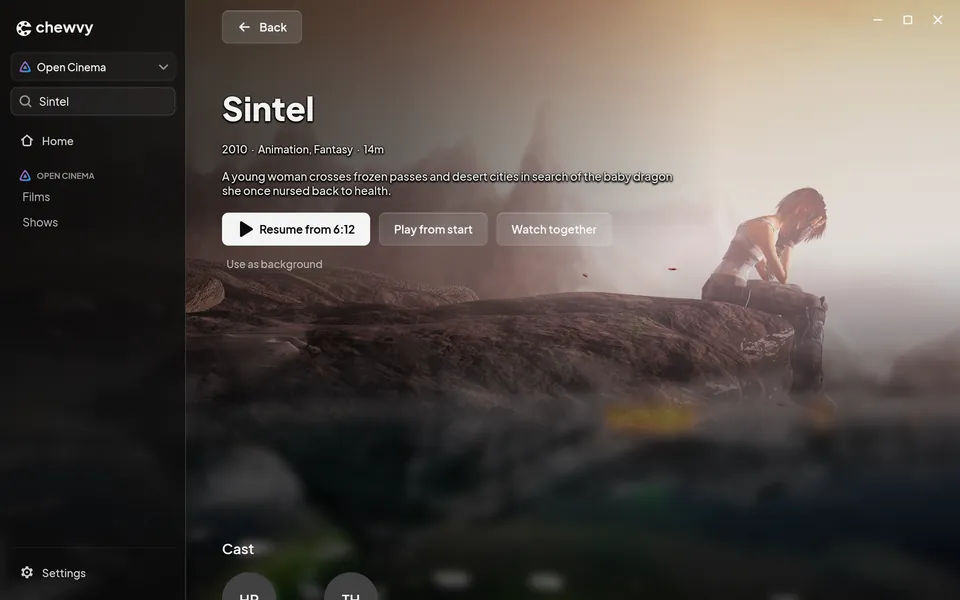 chewvy
Open Cinema
Sintel
Home
OPEN CINEMA
Films
Shows
Settings
Back
Sintel
2010 · Animation, Fantasy · 14m
A young woman crosses frozen passes and desert cities in search of the baby dragon
she once nursed back to health.
Resume from 6:12
Play from start
Watch together
Use as background
Cast
HP
TH